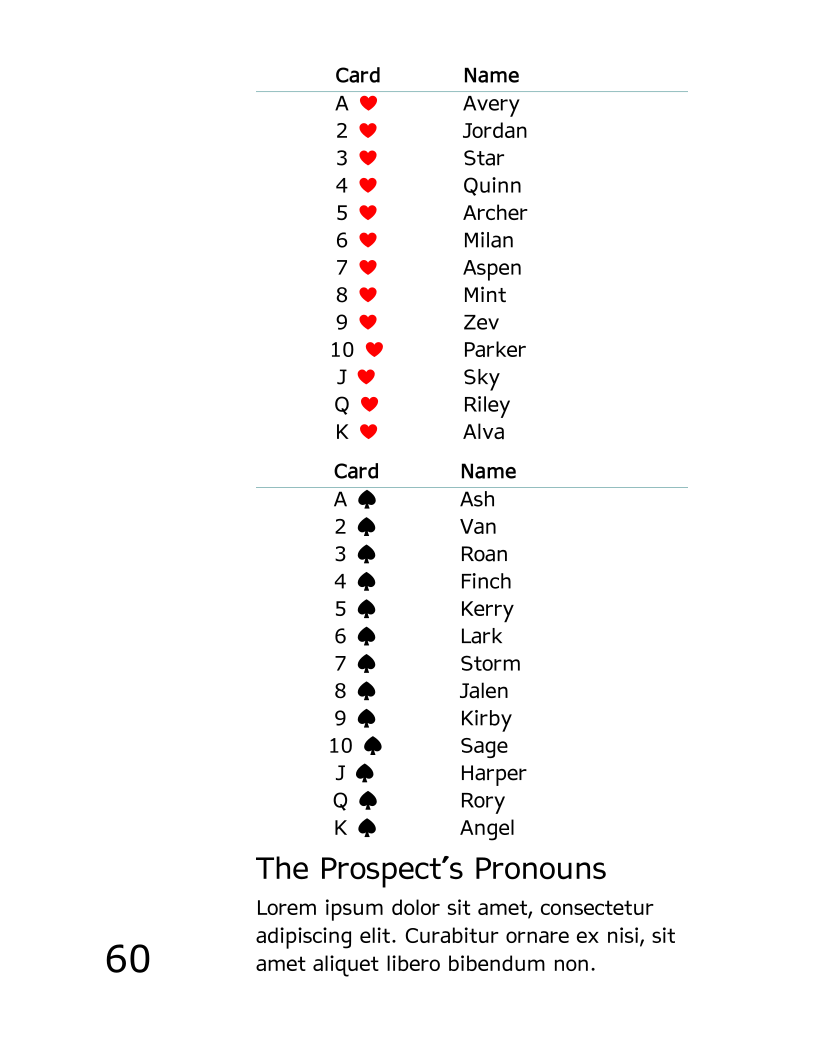 Card Name
A ♥ Avery
2 ♥ Jordan
3 ♥ Star
4 ♥ Quinn
5 ♥ Archer
6 ♥ Milan
7 ♥ Aspen
8 ♥ Mint
9 ♥ Zev
10 ♥ Parker
J ♥ Sky
Q ♥ Riley
K ♥ Alva
Card Name
A ♠ Ash
2 ♠ Van
3 ♠ Roan
4 ♠ Finch
5 ♠ Kerry
6 ♠ Lark
7 ♠ Storm
8 ♠ Jalen
9 ♠ Kirby
10 ♠ Sage
J ♠ Harper
Q ♠ Rory
K ♠ Angel
The Prospect's Pronouns
Lorem ipsum dolor sit amet, consectetur
adipiscing elit. Curabitur ornare ex nisi, sit
amet aliquet libero bibendum non.
60